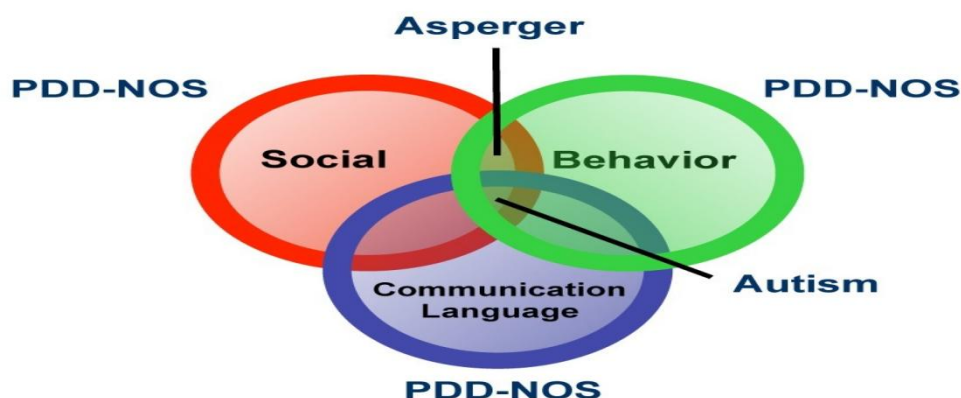 Asperger
PDD-NOS
PDD-NOS
Social
Behavior
Communication
Language
Autism
PDD-NOS